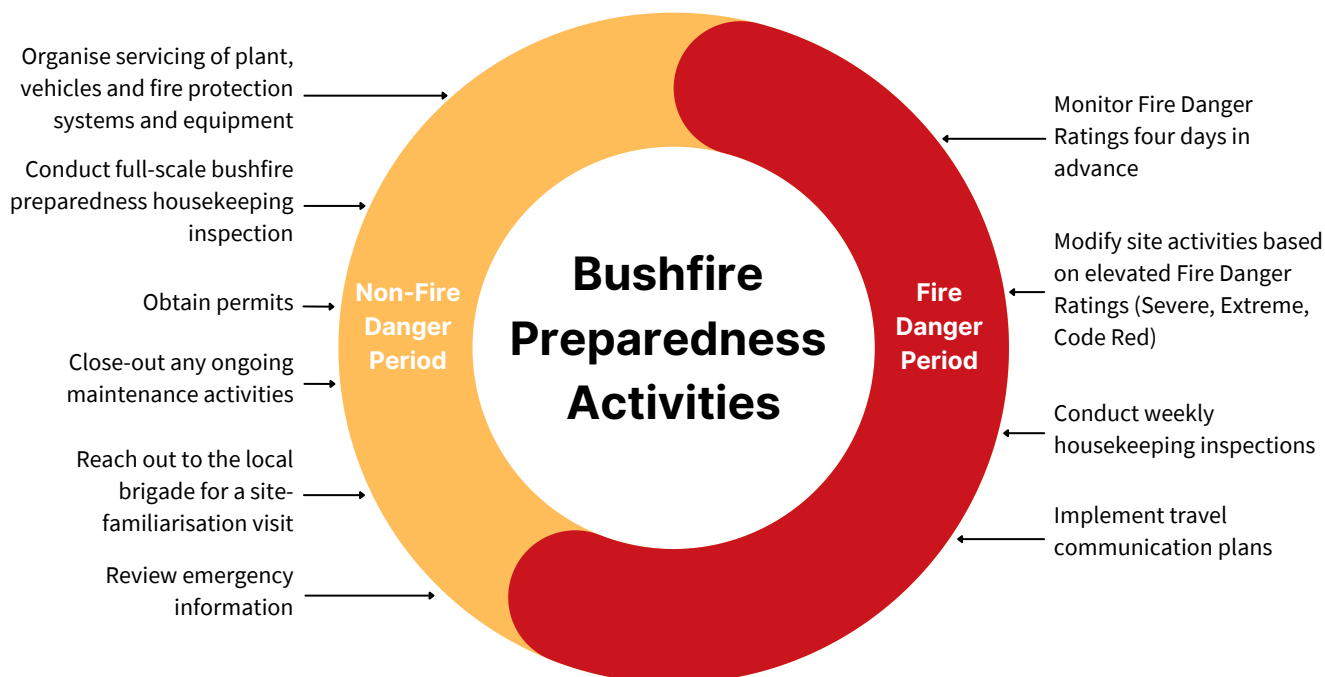 Organise servicing of plant,
vehicles and fire protection
systems and equipment
Conduct full-scale bushfire
preparedness housekeeping
inspection
Obtain permits
Close-out any ongoing
maintenance activities
Reach out to the local
brigade for a site-
familiarisation visit
Review emergency
information
Non-Fire
Danger
Period
Bushfire
Preparedness
Activities
Fire
Danger
Period
Monitor Fire Danger
Ratings four days in
advance
Modify site activities based
on elevated Fire Danger
Ratings (Severe, Extreme,
Code Red)
Conduct weekly
housekeeping inspections
Implement travel
communication plans